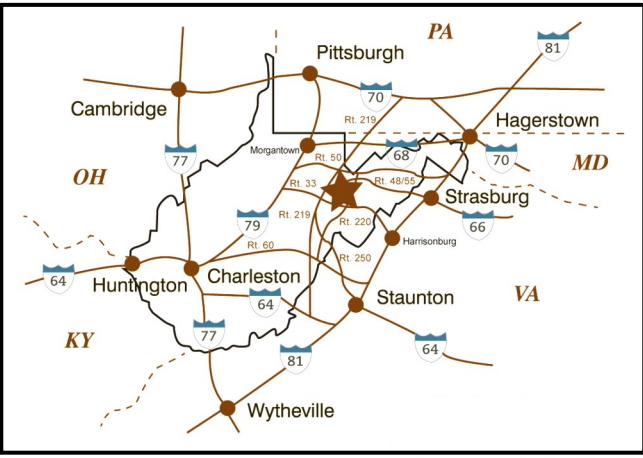 PA
81
Pittsburgh
70
Cambridge
Rt. 219
Hagerstown
Morgantown
68
70
77
Rt. 50
MD
OH
Rt. 33
Rt. 48/55
Strasburg
79
Rt. 219
Rt. 220
66
Rt. 60
Harrisonburg
Rt. 250
64
Huntington
Charleston
64
Staunton
VA
KY
77
81
64
Wytheville